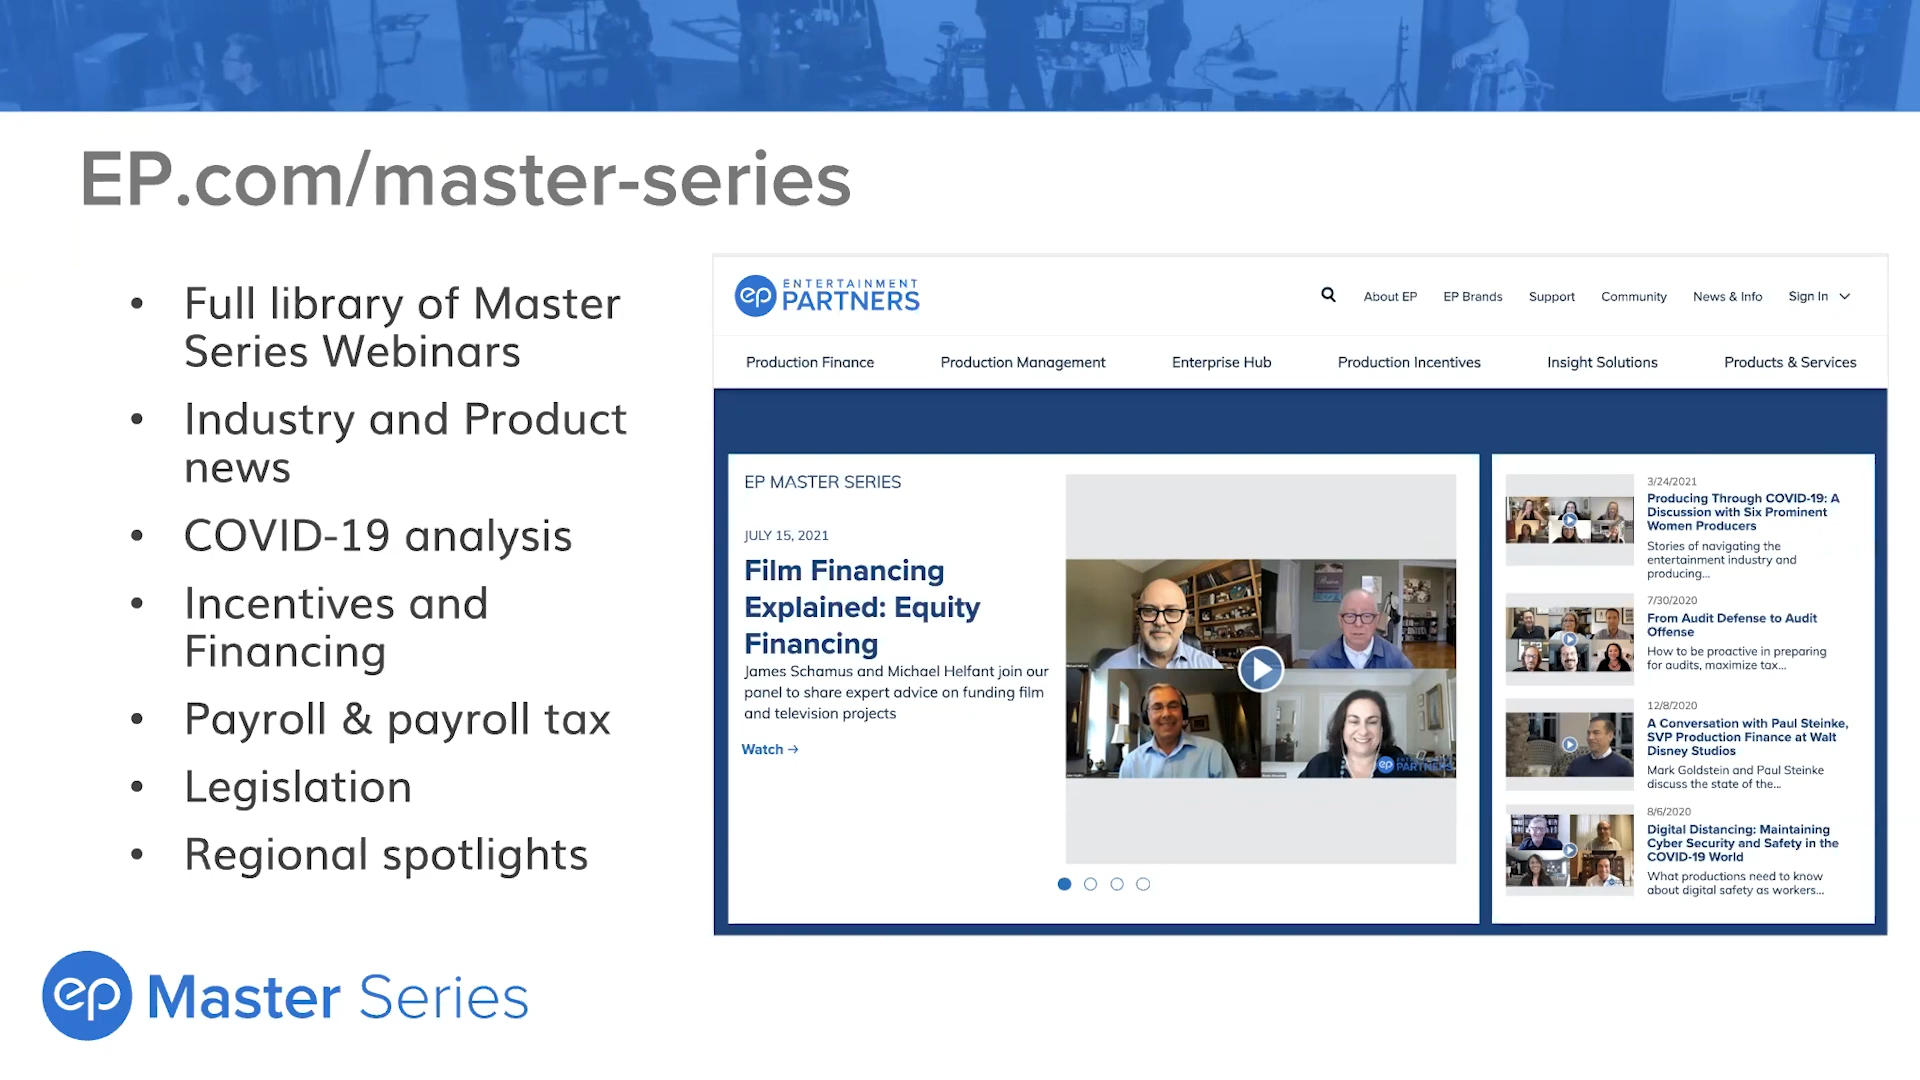 EP.com/master-series
• Full library of Master
Series Webinars
• Industry and Product
news
• COVID-19 analysis
• Incentives and
Financing
• Payroll & payroll tax
• Legislation
• Regional spotlights
ep Master Series
ep ENTERTAINMENT
PARTNERS
About EP EP Brands Support Community News & Info Sign In
Production Finance Production Management Enterprise Hub Production Incentives Insight Solutions Products & Services
EP MASTER SERIES
JULY 15, 2021
Film Financing
Explained: Equity
Financing
James Schamus and Michael Helfant join our
panel to share expert advice on funding film
and television projects
Watch →
ep ENTERTAINMENT
PARTNERS
3/24/2021
Producing Through COVID-19: A
Discussion with Six Prominent
Women Producers
Stories of navigating the
entertainment industry and
producing...
7/30/2020
From Audit Defense to Audit
Offense
How to be proactive in preparing
for audits, maximize tax...
12/8/2020
A Conversation with Paul Steinke,
SVP Production Finance at Walt
Disney Studios
Mark Goldstein and Paul Steinke
discuss the state of the...
8/6/2020
Digital Distancing: Maintaining
Cyber Security and Safety in the
COVID-19 World
What productions need to know
about digital safety as workers...